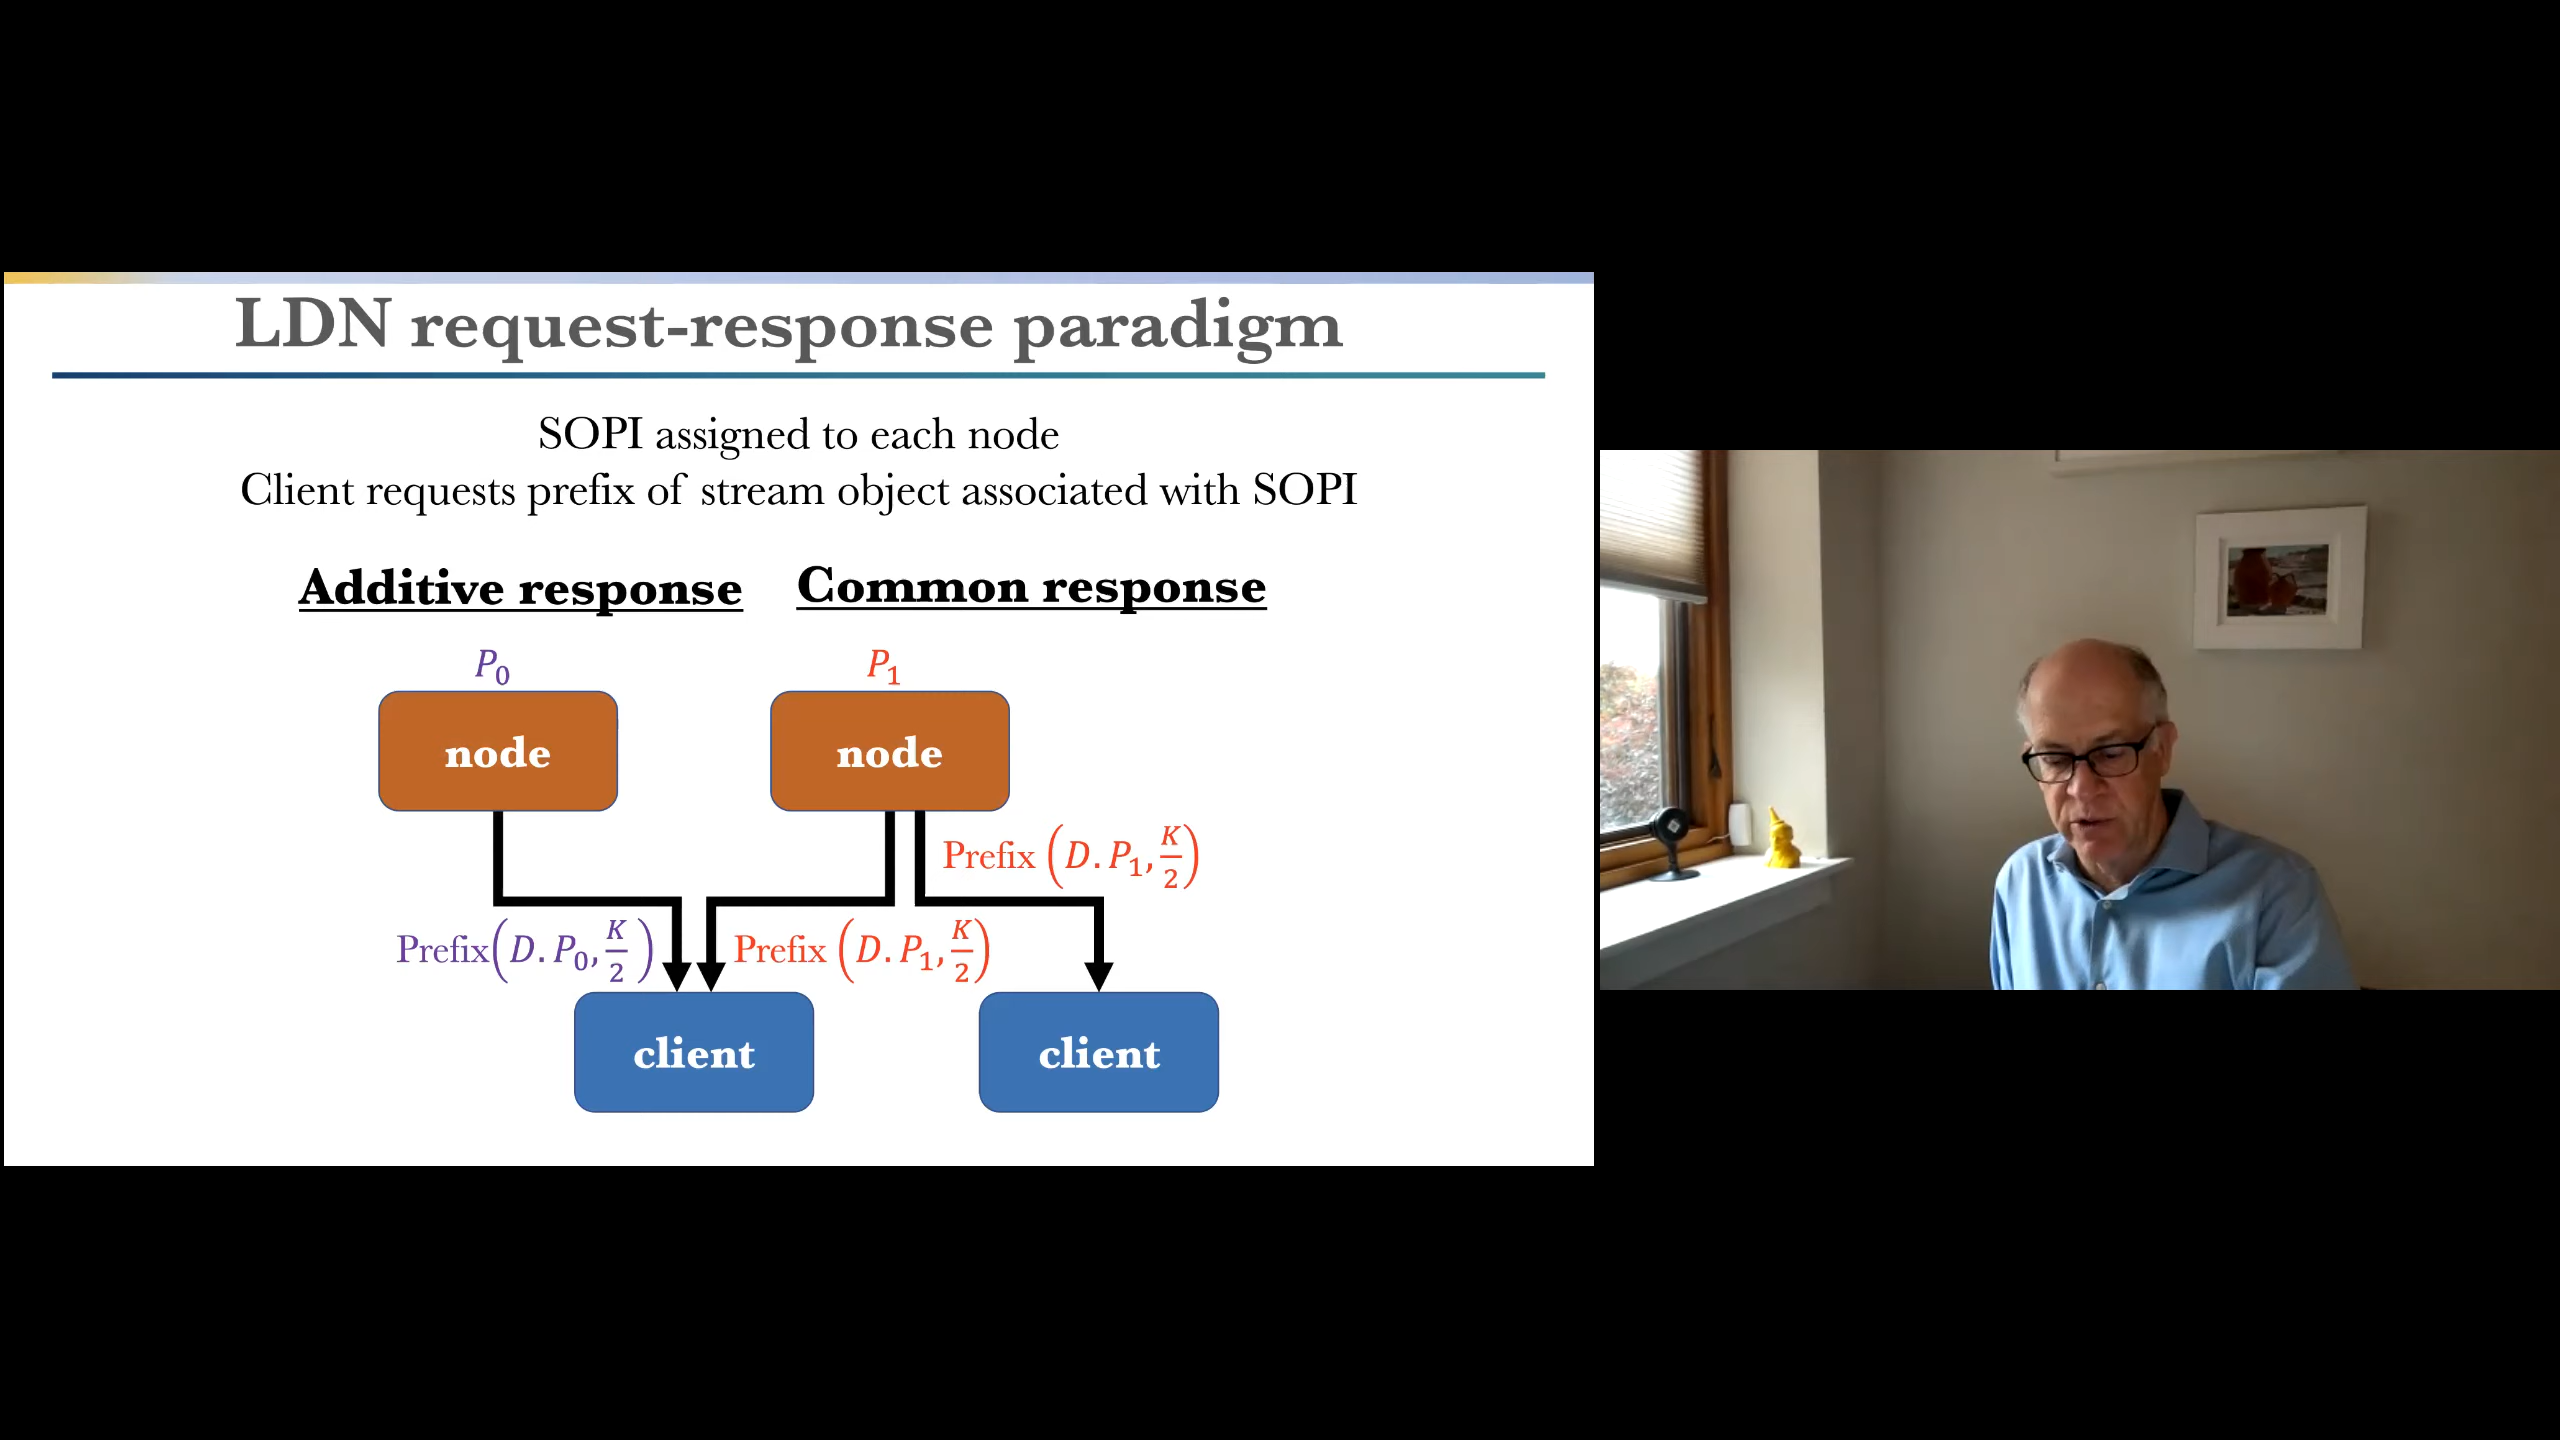 LDN request-response paradigm
SOPI assigned to each node
Client requests prefix of stream object associated with SOPI
Additive response
Common response
P₀
P₁
node
node
Prefix (D.P₁, K/2)
Prefix(D.P₀, K/2)
Prefix (D.P₁, K/2)
client
client